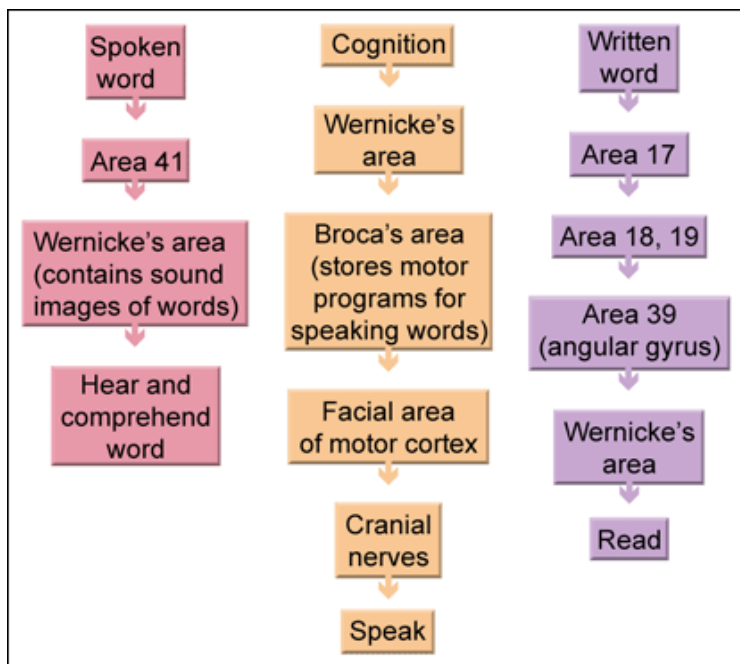 Spoken
word
Area 41
Wernicke's area
(contains sound
images of words)
Hear and
comprehend
word
Cognition
Wernicke's
area
Broca's area
(stores motor
programs for
speaking words)
Facial area
of motor cortex
Cranial
nerves
Speak
Written
word
Area 17
Area 18, 19
Area 39
(angular gyrus)
Wernicke's
area
Read